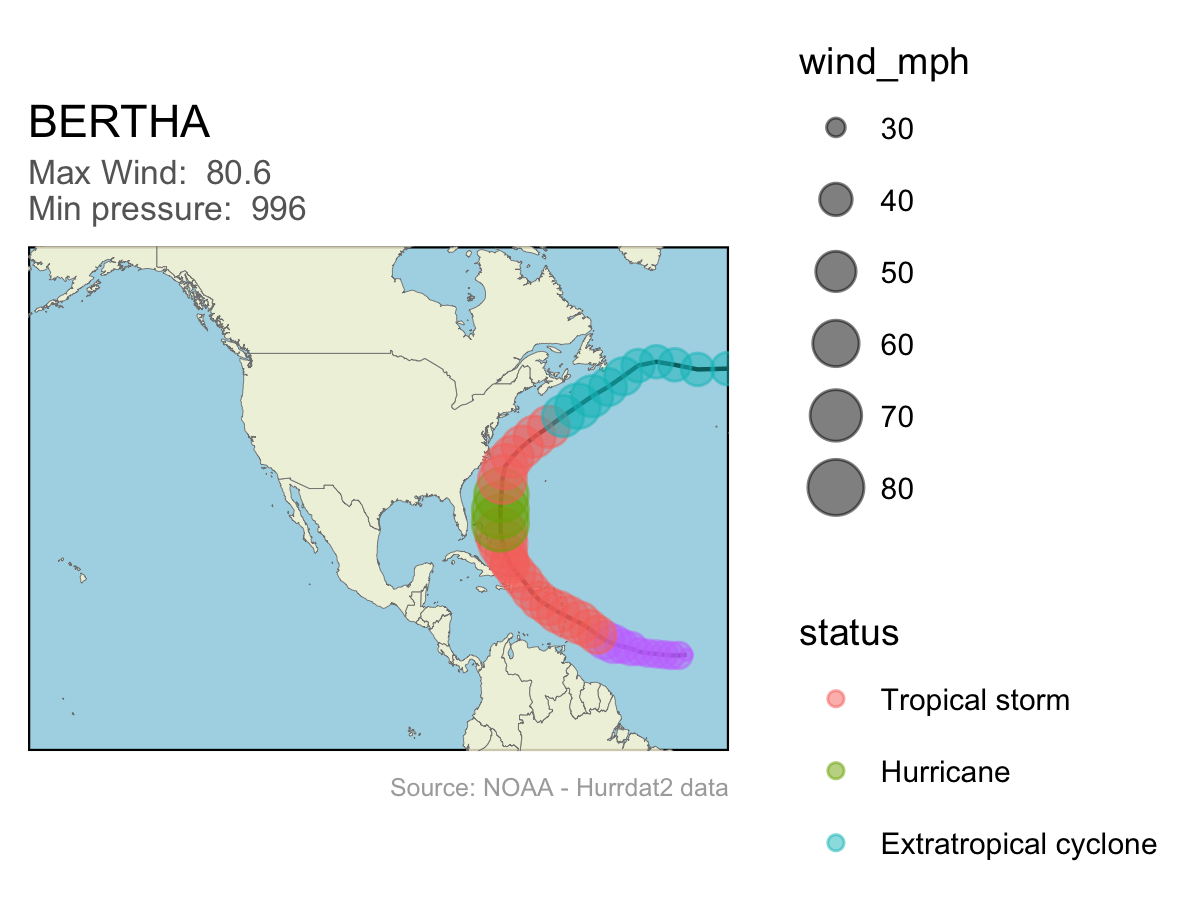 BERTHA
Max Wind:  80.6
Min pressure:  996
Source: NOAA - Hurrdat2 data
wind_mph
30
40
50
60
70
80
status
Tropical storm
Hurricane
Extratropical cyclone